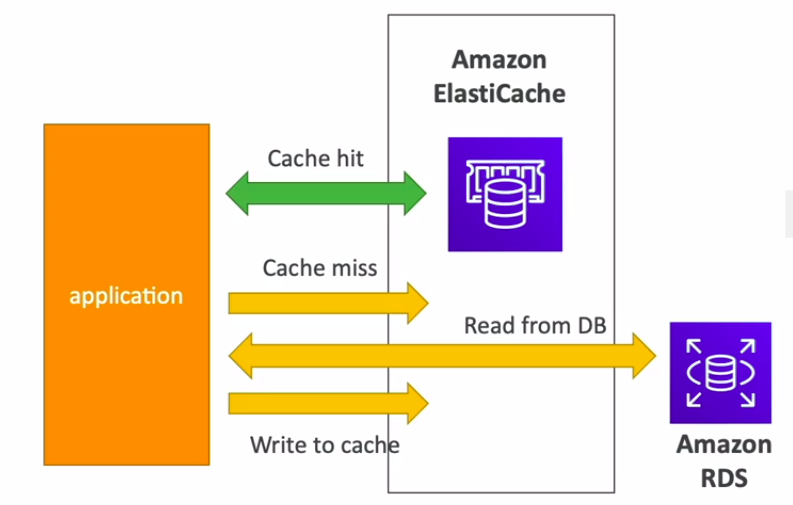 Amazon
ElastiCache
Cache hit
Cache miss
application
Read from DB
Write to cache
Amazon
RDS